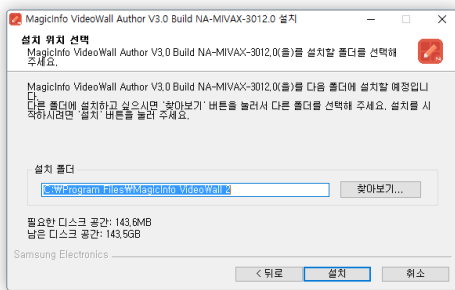 MagicInfo VideoWall Author V3.0 Build NA-MIVAX-3012.0 설치
설치 위치 선택
MagicInfo VideoWall Author V3.0 Build NA-MIVAX-3012.0(을)를 설치할 폴더를 선택해
주세요.
MagicInfo VideoWall Author V3.0 Build NA-MIVAX-3012.0(을)를 다음 폴더에 설치할 예정입니
다.
다른 폴더에 설치하고 싶으시면 '찾아보기' 버튼을 눌러서 다른 폴더를 선택해 주세요. 설치를 시
작하시려면 '설치' 버튼을 눌러 주세요.
설치 폴더
C:₩Program Files₩MagicInfo VideoWall 2
찾아보기...
필요한 디스크 공간: 143.6MB
남은 디스크 공간: 143.5GB
Samsung Electronics
< 뒤로
설치
취소